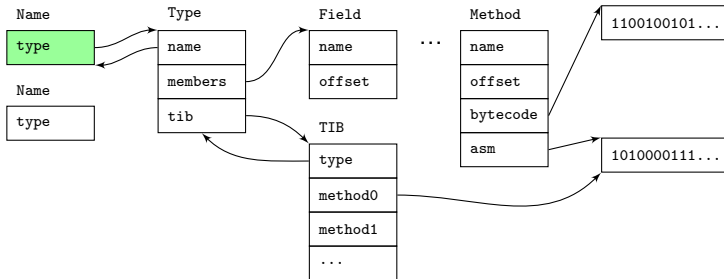 Name
type
Name
type
Type
name
members
tib
Field
name
offset
...
TIB
type
method0
method1
...
Method
name
offset
bytecode
asm
1100100101...
1010000111...